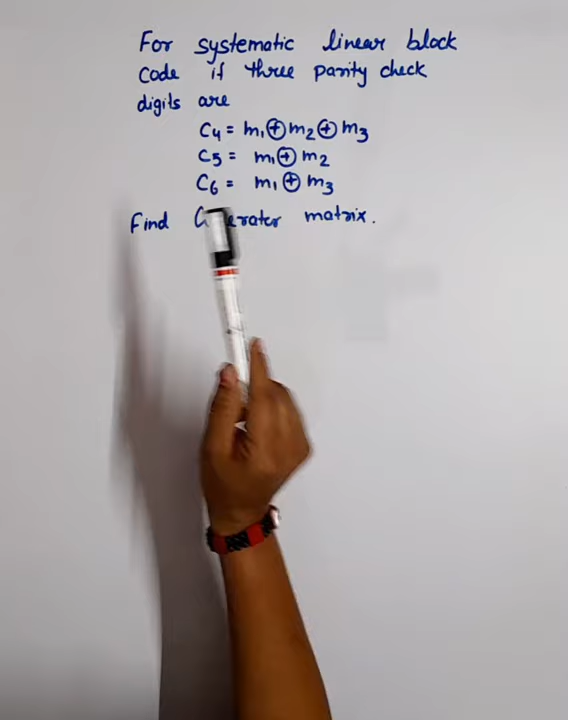 For systematic linear block
Code if three parity check
digits are
C4 = m1⊕m2⊕m3
C5 = m1⊕m2
C6 = m1⊕m3
Find matrix.